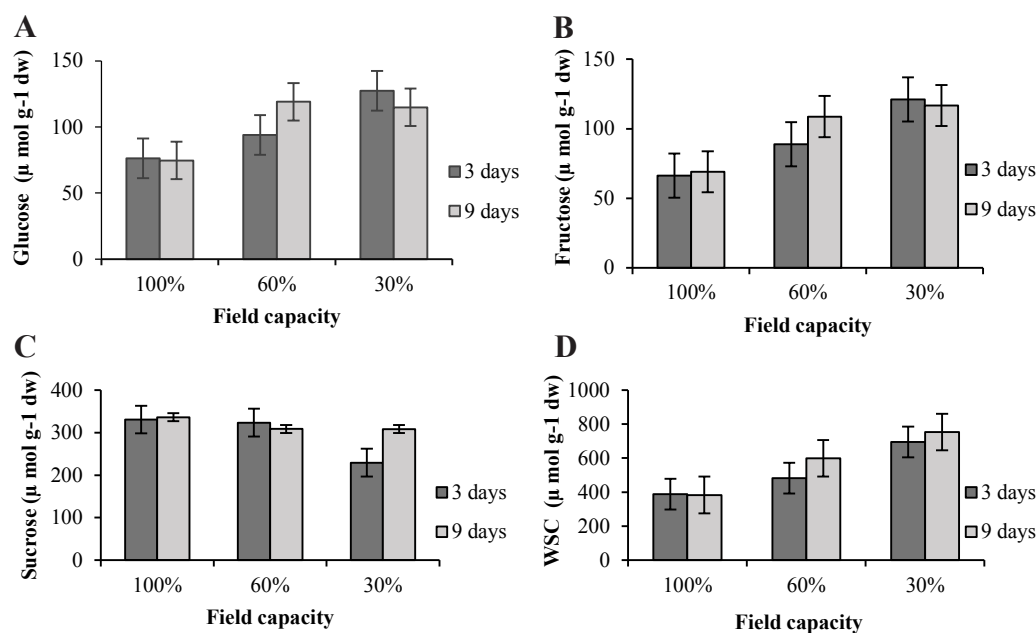 A
Glucose (µ mol g-1 dw)
150
100
50
0
100%
60%
30%
Field capacity
3 days
9 days
B
Fructose (µ mol g-1 dw)
150
100
50
0
100%
60%
30%
Field capacity
3 days
9 days
C
Sucrose (µ mol g-1 dw)
400
300
200
100
0
100%
60%
30%
Field capacity
3 days
9 days
D
WSC (µ mol g-1 dw)
1000
800
600
400
200
0
100%
60%
30%
Field capacity
3 days
9 days